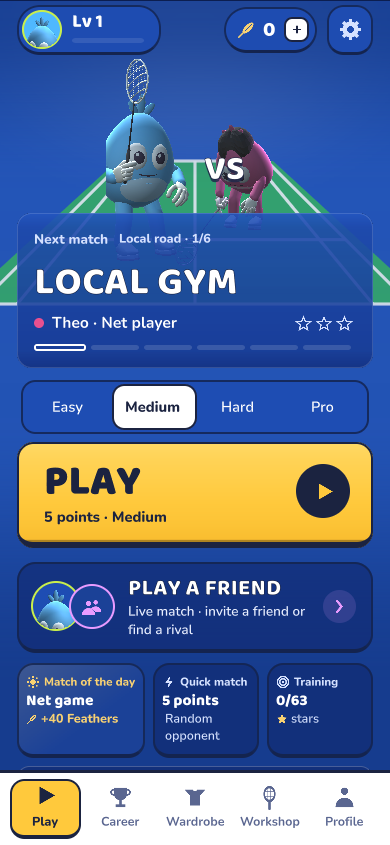 Lv 1
0
+
VS
Next match Local road · 1/6
LOCAL GYM
Theo · Net player
Easy
Medium
Hard
Pro
PLAY
5 points · Medium
PLAY A FRIEND
Live match · invite a friend or
find a rival
Match of the day
Net game
+40 Feathers
Quick match
5 points
Random
opponent
Training
0/63
stars
Play
Career
Wardrobe
Workshop
Profile